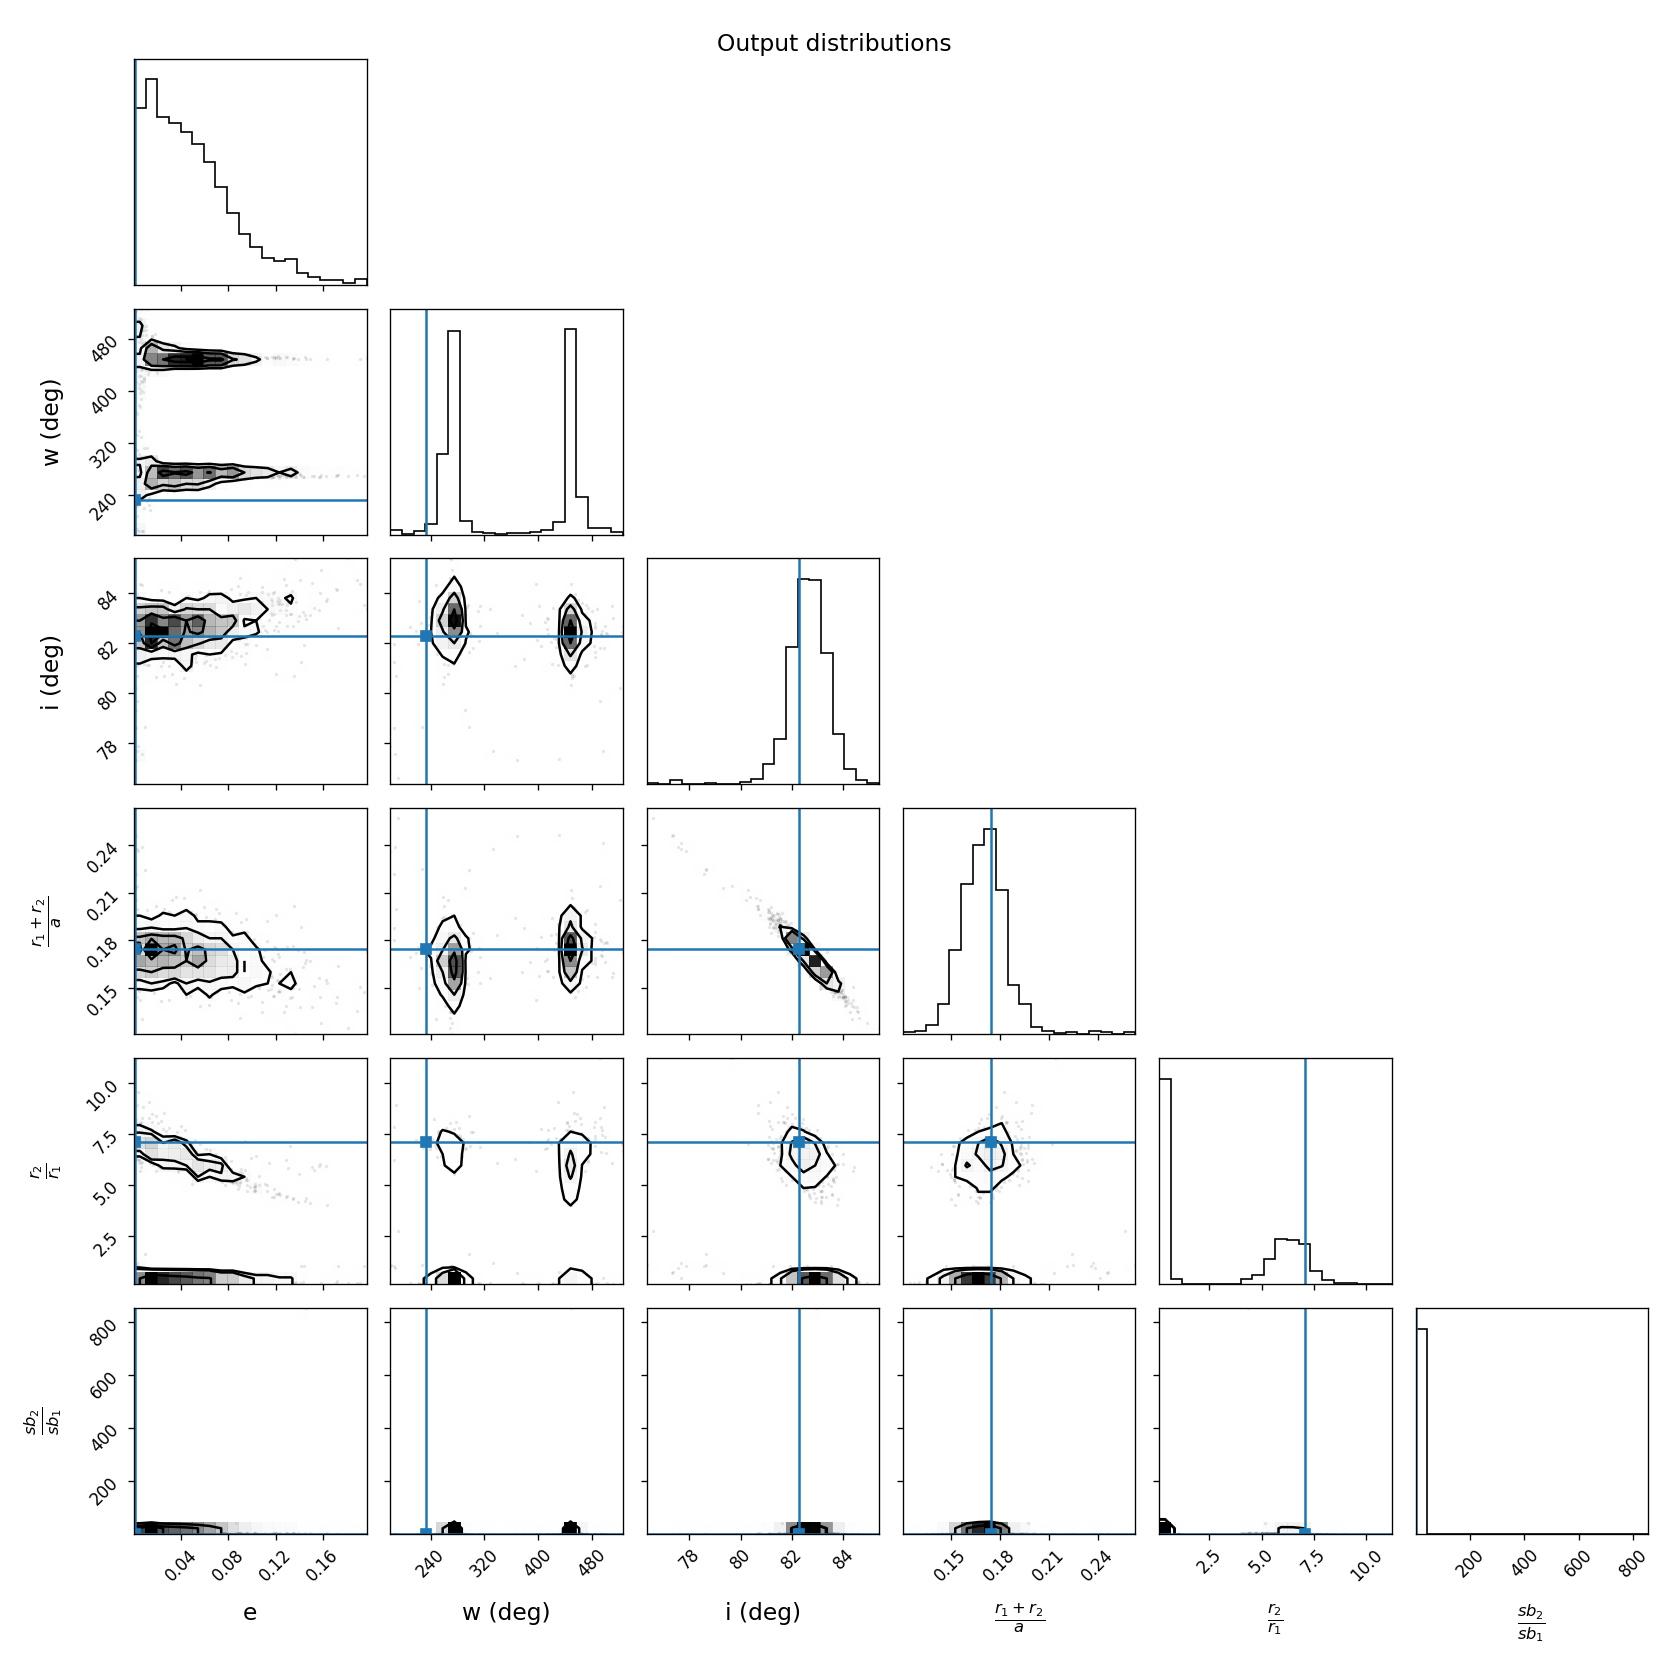 Output distributions
w (deg)
480
400
320
240
i (deg)
84
82
80
78
r1 + r2
a
0.24
0.21
0.18
0.15
r2
r1
10.0
7.5
5.0
2.5
sb2
sb1
800
600
400
200
0.04 0.08 0.12 0.16 240 320 400 480 78 80 82 84 0.15 0.18 0.21 0.24 2.5 5.0 7.5 10.0 200 400 600 800
e w (deg) i (deg) r1 + r2 r2 sb2
a r1 sb1